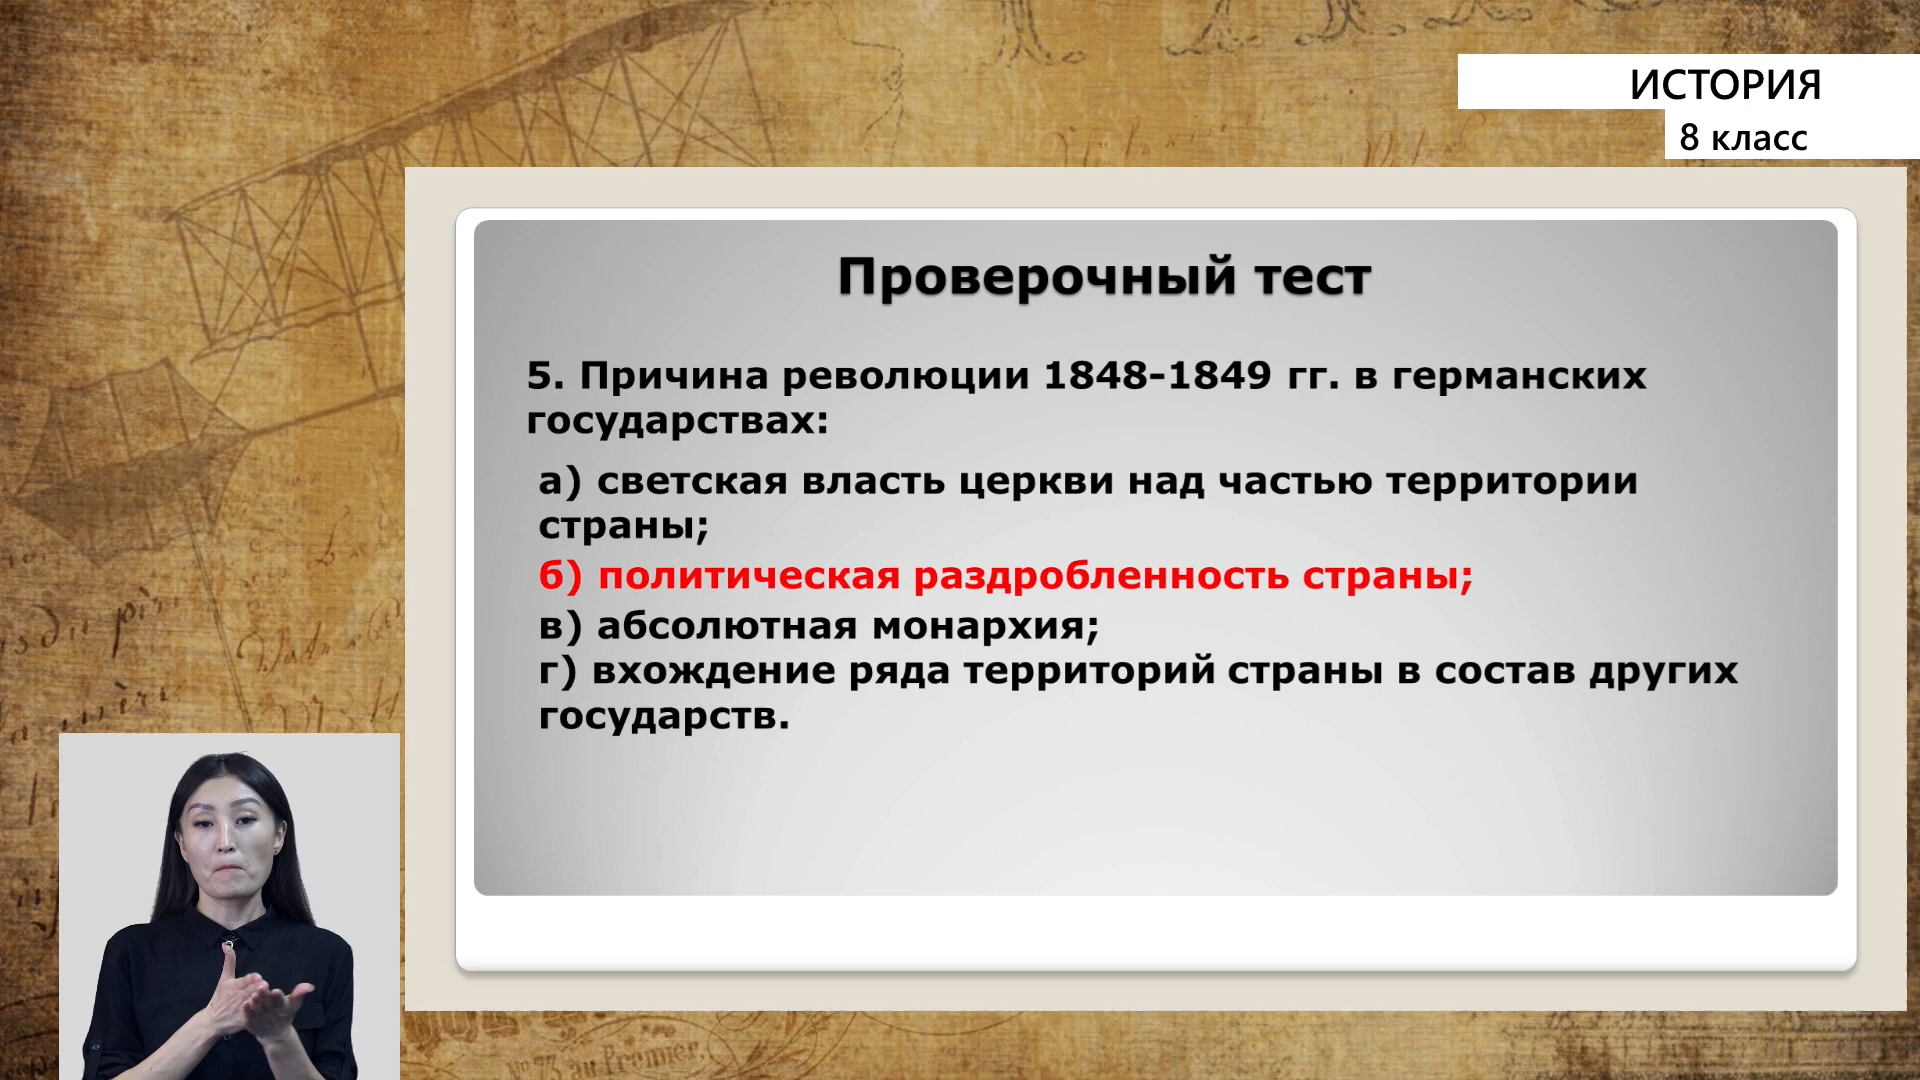 ИСТОРИЯ
8 класс
Проверочный тест
5. Причина революции 1848-1849 гг. в германских
государствах:
а) светская власть церкви над частью территории
страны;
б) политическая раздробленность страны;
в) абсолютная монархия;
г) вхождение ряда территорий страны в состав других
государств.